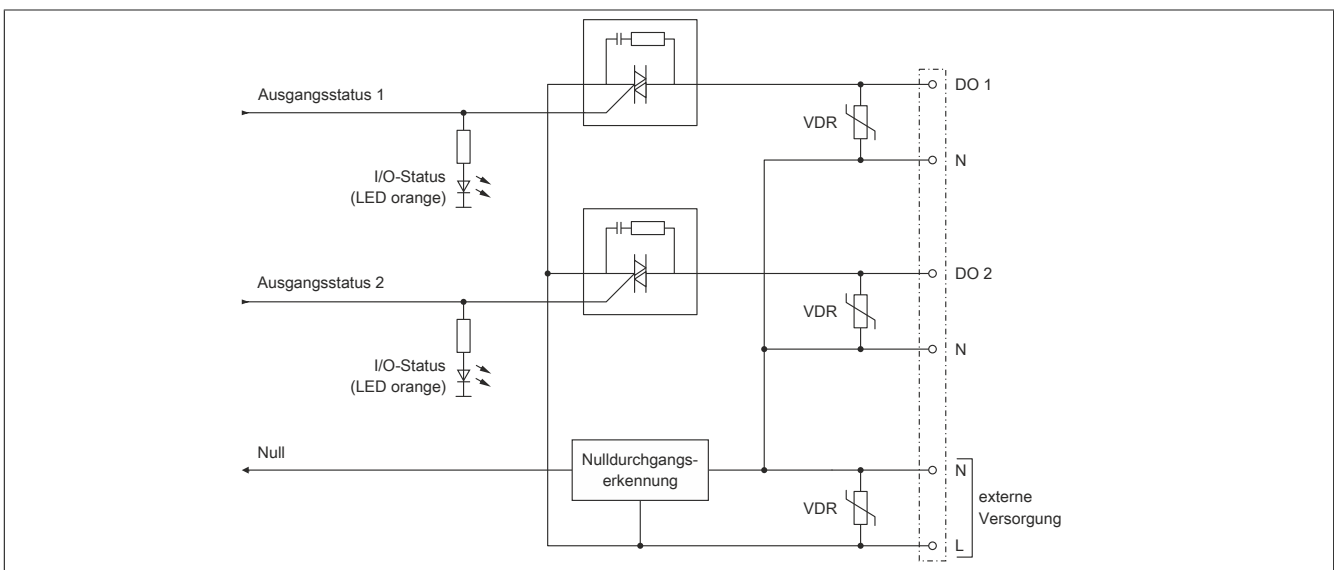 Ausgangsstatus 1
DO 1
VDR
N
I/O-Status
(LED orange)
Ausgangsstatus 2
DO 2
VDR
N
I/O-Status
(LED orange)
Null
Nulldurchgangs-
erkennung
N
VDR
externe
Versorgung
L